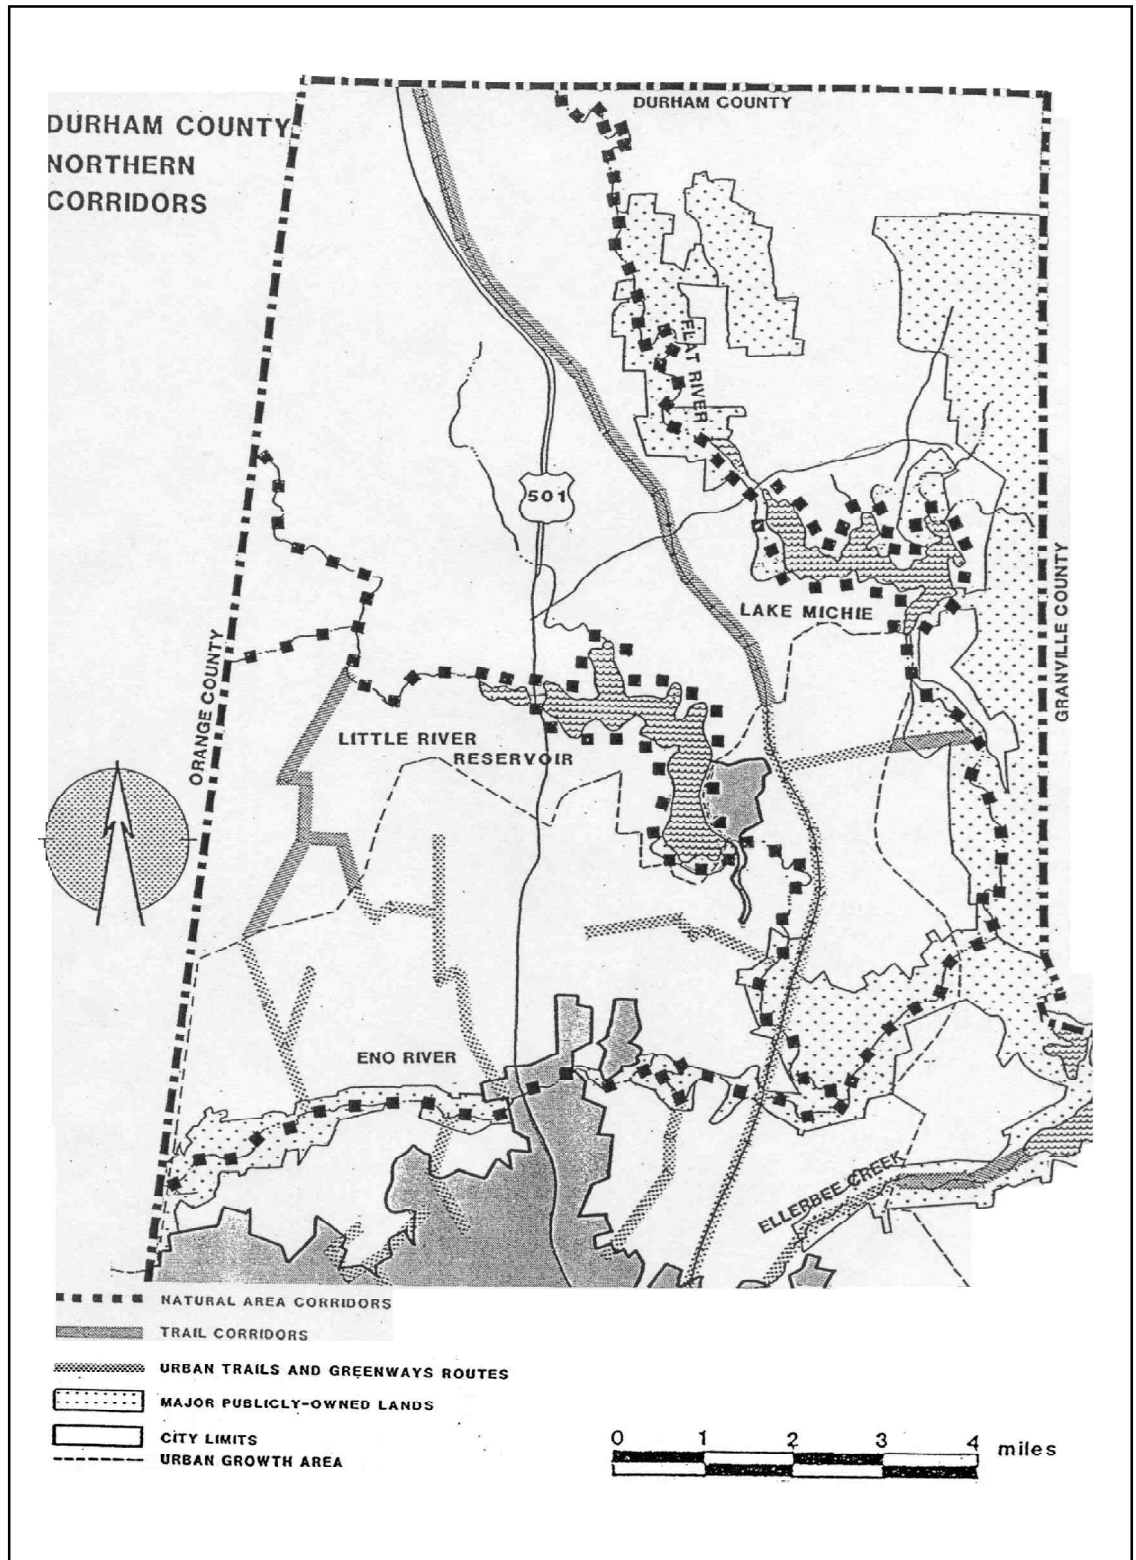 DURHAM COUNTY
NORTHERN
CORRIDORS
DURHAM COUNTY
FLAT RIVER
501
LAKE MICHIE
GRANVILLE COUNTY
ORANGE COUNTY
LITTLE RIVER
RESERVOIR
ENO RIVER
ELLERBEE CREEK
NATURAL AREA CORRIDORS
TRAIL CORRIDORS
URBAN TRAILS AND GREENWAYS ROUTES
MAJOR PUBLICLY-OWNED LANDS
CITY LIMITS
URBAN GROWTH AREA
0 1 2 3 4 miles